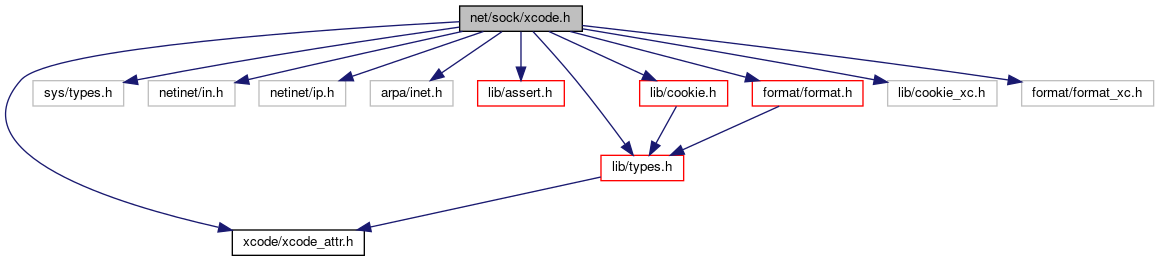 net/sock/xcode.h
sys/types.h
netinet/in.h
netinet/ip.h
arpa/inet.h
lib/assert.h
lib/cookie.h
format/format.h
lib/cookie_xc.h
format/format_xc.h
lib/types.h
xcode/xcode_attr.h